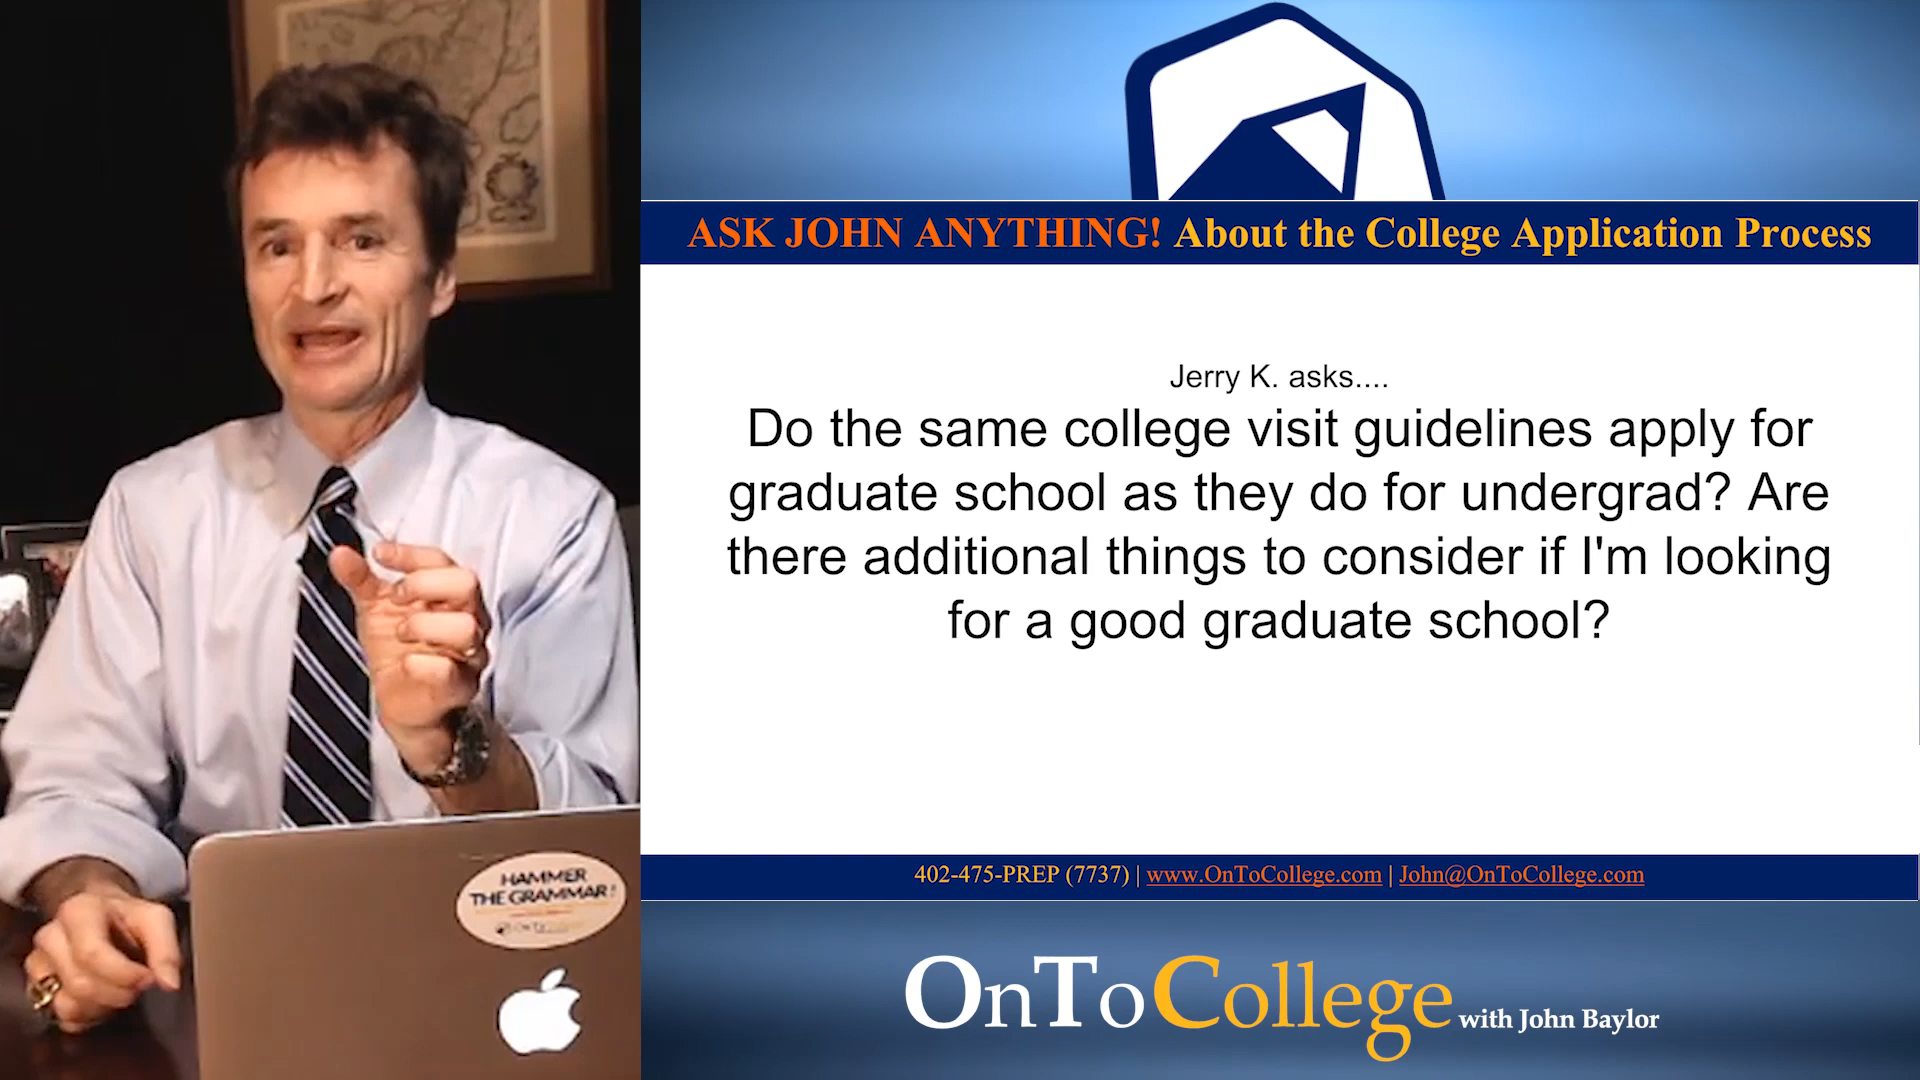 ASK JOHN ANYTHING! About the College Application Process
Jerry K. asks....
Do the same college visit guidelines apply for
graduate school as they do for undergrad? Are
there additional things to consider if I'm looking
for a good graduate school?
402-475-PREP (7737) | www.OnToCollege.com | John@OnToCollege.com
OnToCollege with John Baylor
HAMMER
THE GRAMMAR!